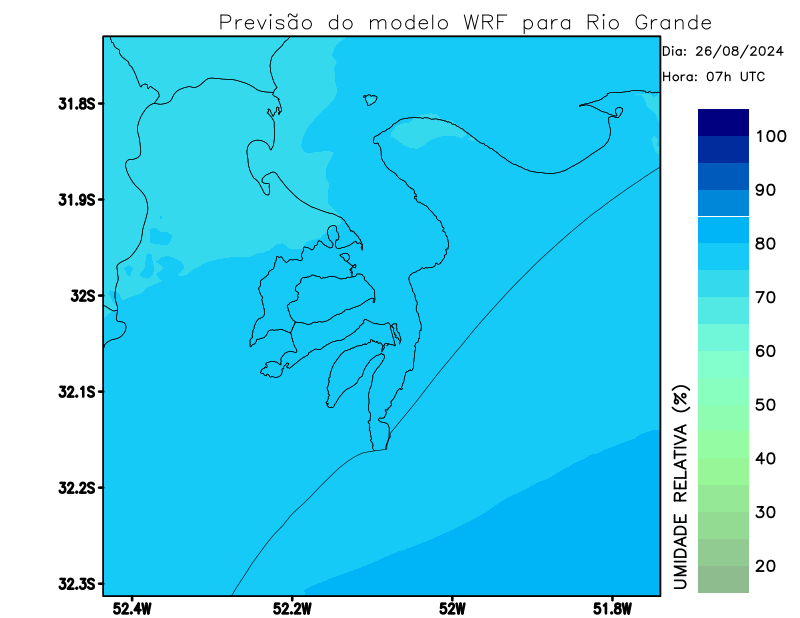 Previsão do modelo WRF para Rio Grande
Dia: 26/08/2024
Hora: 07h UTC
31.8S
31.9S
32S
32.1S
32.2S
32.3S
52.4W
52.2W
52W
51.8W
100
90
80
70
60
50
40
30
20
UMIDADE RELATIVA (%)